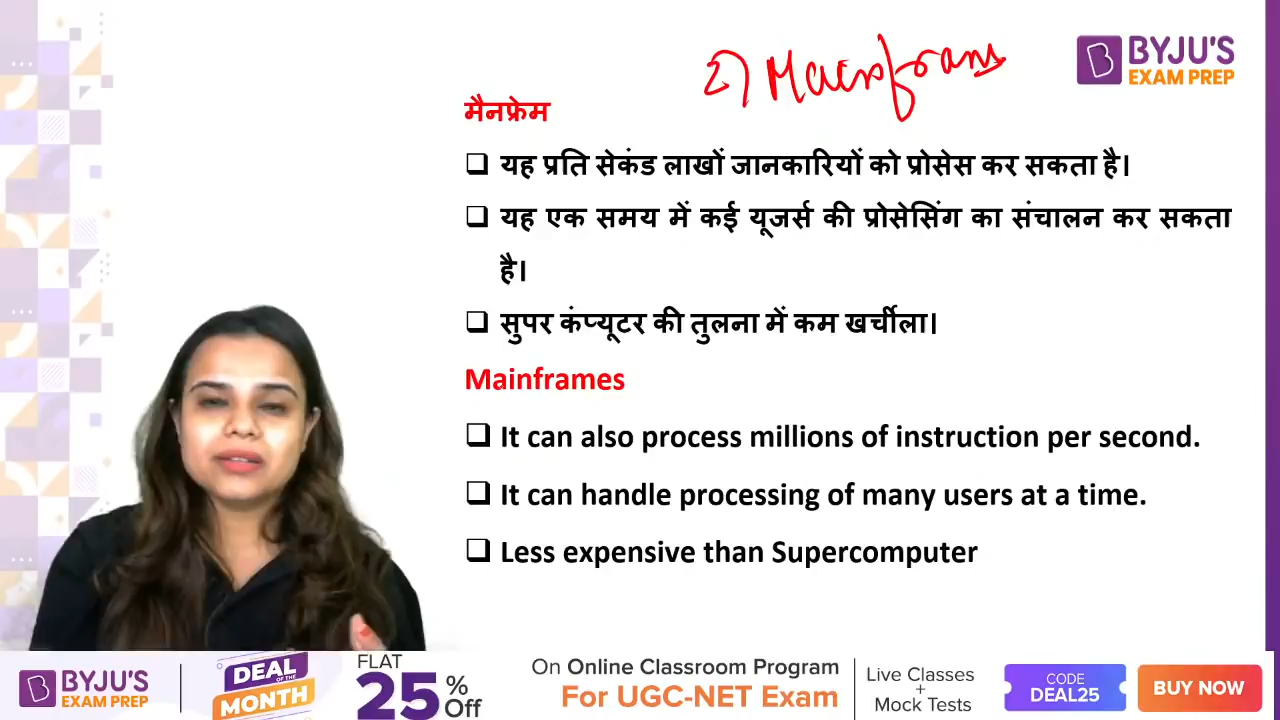 2) Mainframs
BYJU'S
EXAM PREP
मैनफ्रेम
❑ यह प्रति सेकंड लाखों जानकारियों को प्रोसेस कर सकता है।
❑ यह एक समय में कई यूजर्स की प्रोसेसिंग का संचालन कर सकता
है।
❑ सुपर कंप्यूटर की तुलना में कम खर्चीला।
Mainframes
❑ It can also process millions of instruction per second.
❑ It can handle processing of many users at a time.
❑ Less expensive than Supercomputer
BYJU'S
EXAM PREP
DEAL
OF THE
MONTH
FLAT
25% Off
On Online Classroom Program
For UGC-NET Exam
Live Classes
+
Mock Tests
CODE
DEAL25
BUY NOW